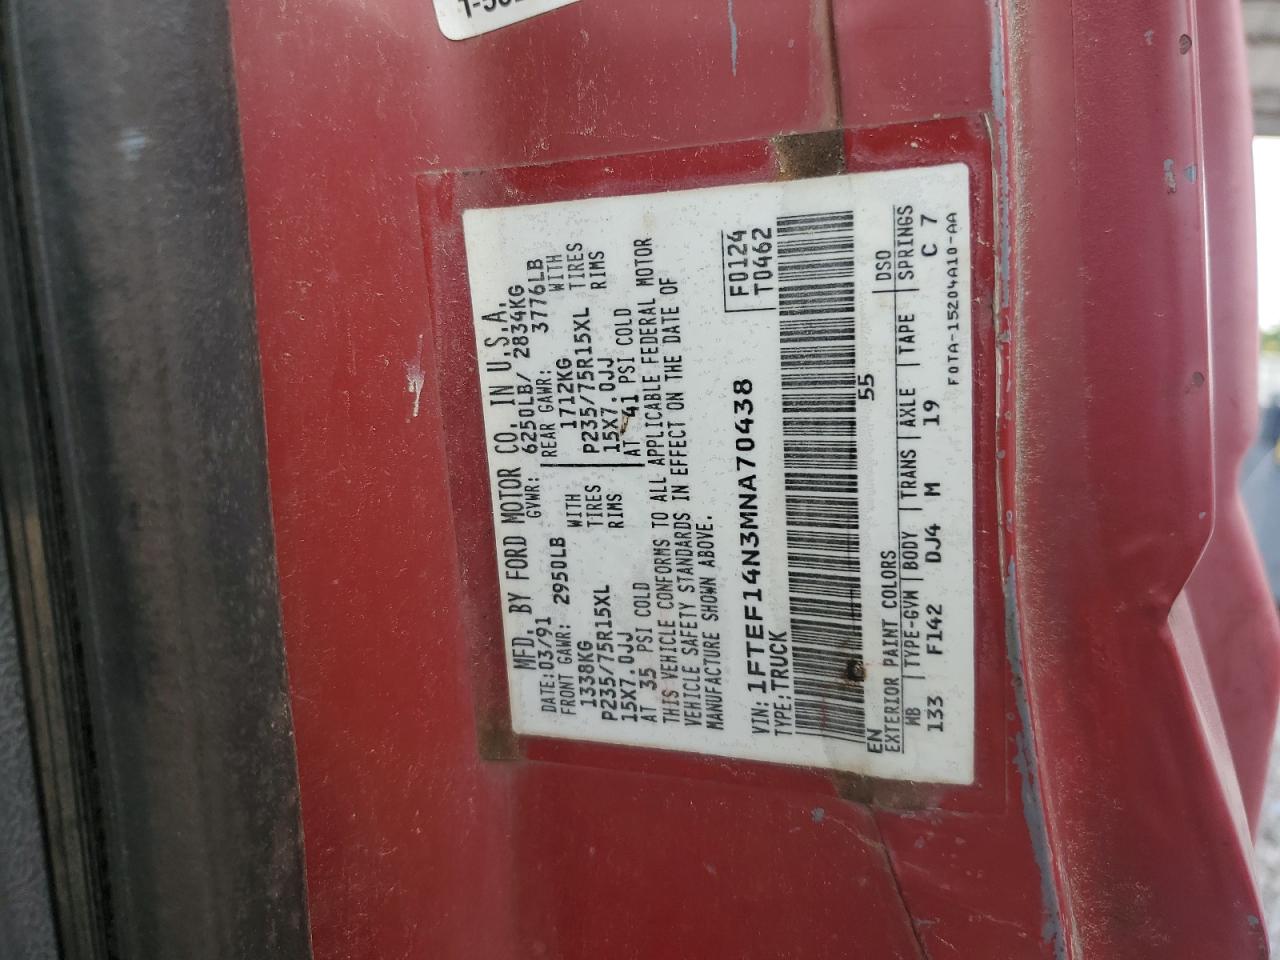 MFD. BY FORD MOTOR CO. IN U.S.A.
DATE: 03/91 GVWR: 6250LB/ 2834KG
FRONT GAWR: 2950LB REAR GAWR: 3776LB
1338KG WITH 1712KG WITH
P235/75R15XL TIRES P235/75R15XL TIRES
15X7.0JJ RIMS 15X7.0JJ RIMS
AT 35 PSI COLD AT 41 PSI COLD
THIS VEHICLE CONFORMS TO ALL APPLICABLE FEDERAL MOTOR
VEHICLE SAFETY STANDARDS IN EFFECT ON THE DATE OF
MANUFACTURE SHOWN ABOVE.
F0124
T0462
VIN: 1FTEF14N3MNA70438
TYPE: TRUCK
EN 55
EXTERIOR PAINT COLORS DSO
WB TYPE-GVW BODY TRANS AXLE TAPE SPRINGS
133 F142 DJ4 M 19 C 7
F0TA-15204A10-AA